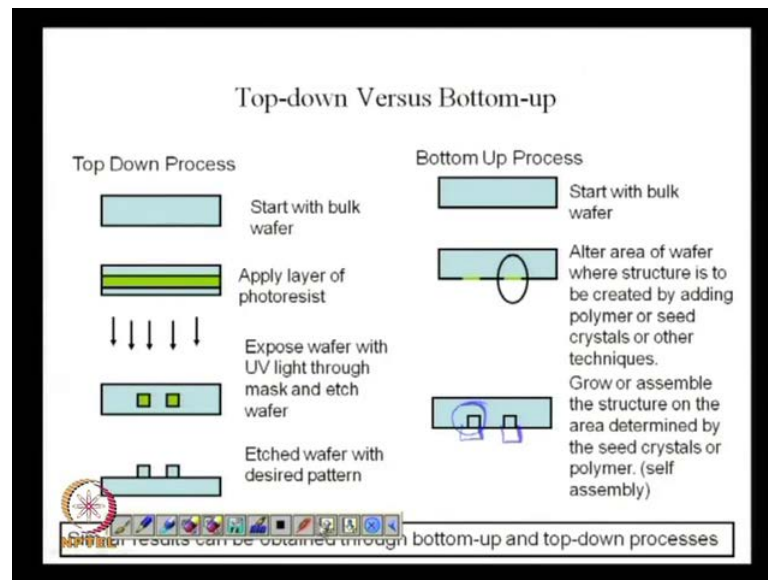 Top-down Versus Bottom-up
Top Down Process
Start with bulk
wafer
Apply layer of
photoresist
Expose wafer with
UV light through
mask and etch
wafer
Etched wafer with
desired pattern
Bottom Up Process
Start with bulk
wafer
Alter area of wafer
where structure is to
be created by adding
polymer or seed
crystals or other
techniques.
Grow or assemble
the structure on the
area determined by
the seed crystals or
polymer. (self
assembly)
results can be obtained through bottom-up and top-down processes
NPTEL